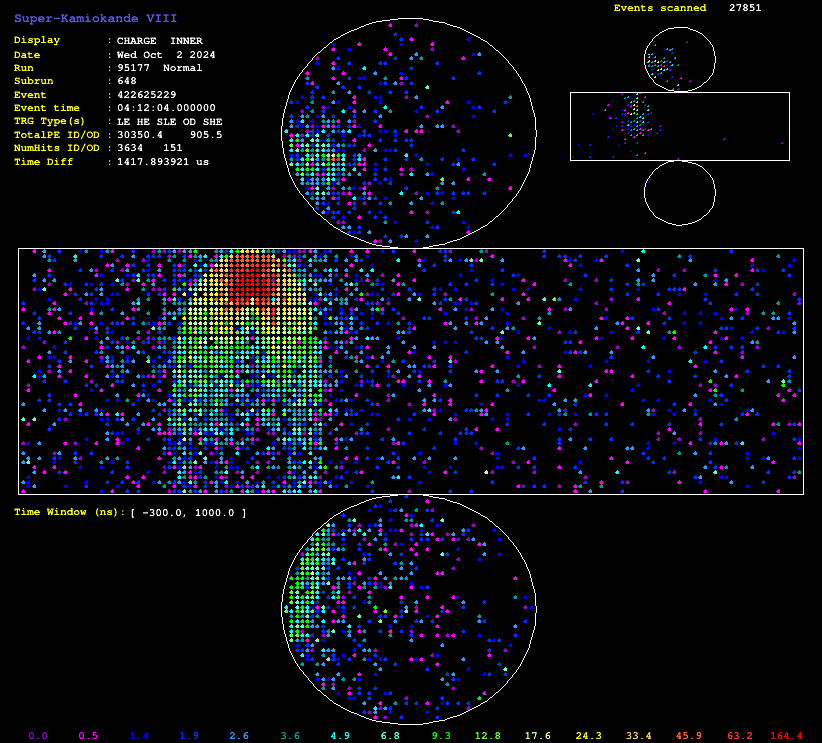 Super-Kamiokande VIII
Events scanned 27851
Display : CHARGE INNER
Date : Wed Oct 2 2024
Run : 95177 Normal
Subrun : 648
Event : 422625229
Event time : 04:12:04.000000
TRG Type(s) : LE HE SLE OD SHE
TotalPE ID/OD : 30350.4 905.5
NumHits ID/OD : 3634 151
Time Diff : 1417.893921 us
Time Window (ns): [ -300.0, 1000.0 ]
0.0 0.5 1.4 1.9 2.6 3.6 4.9 6.8 9.3 12.8 17.6 24.3 33.4 45.9 63.2 164.4